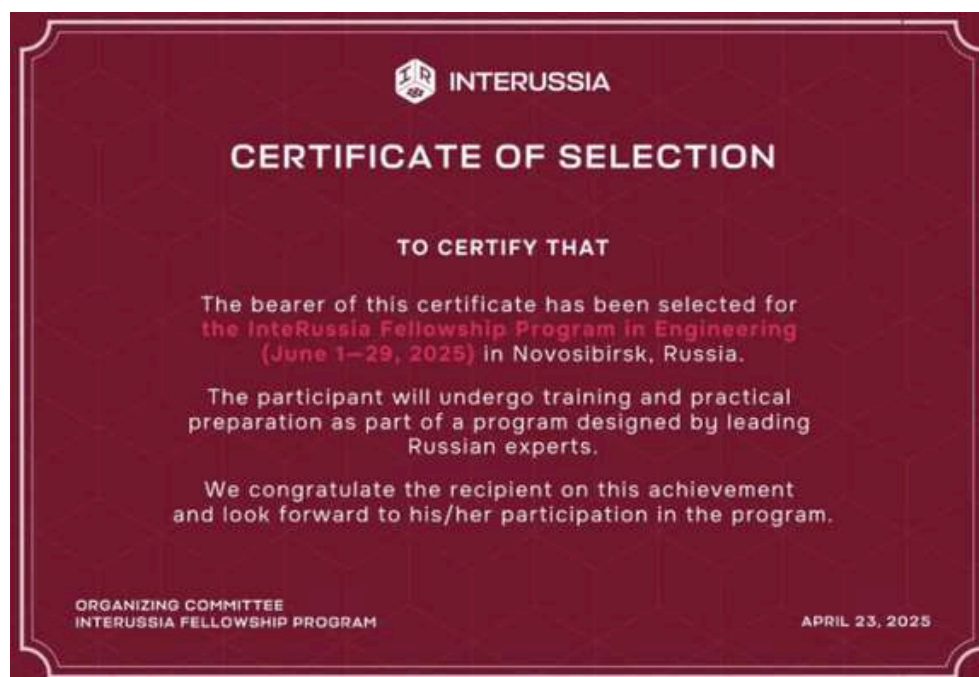 IR
INTERUSSIA
CERTIFICATE OF SELECTION
TO CERTIFY THAT
The bearer of this certificate has been selected for
the InteRussia Fellowship Program in Engineering
(June 1—29, 2025) in Novosibirsk, Russia.
The participant will undergo training and practical
preparation as part of a program designed by leading
Russian experts.
We congratulate the recipient on this achievement
and look forward to his/her participation in the program.
ORGANIZING COMMITTEE
INTERUSSIA FELLOWSHIP PROGRAM
APRIL 23, 2025